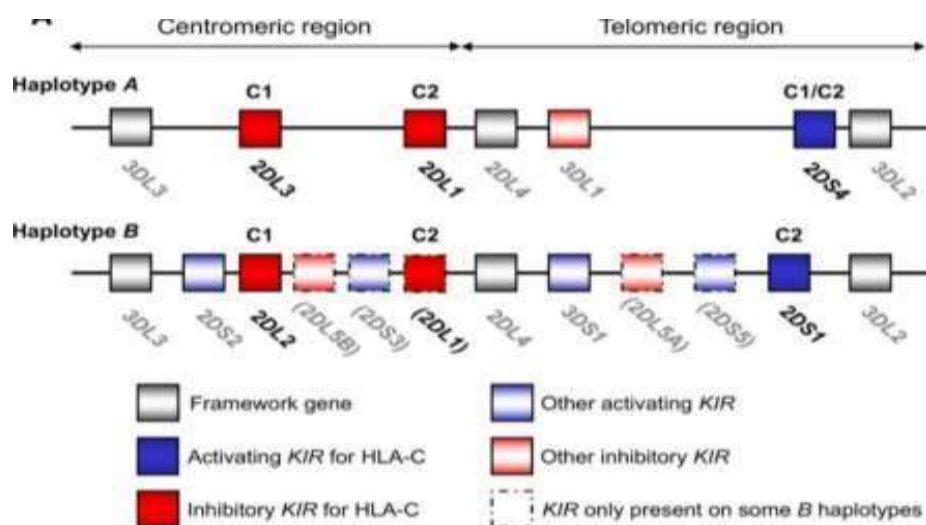 A
Centromeric region Telomeric region
Haplotype A C1 C2 C1/C2
3DL3 2DL3 2DL1 2DL4 3DL1 2DS4 3DL2
Haplotype B C1 C2 C2
3DL3 2DS2 2DL2 (2DL5B) (2DS3) (2DL1) 2DL4 3DS1 (2DL5A) (2DS5) 2DS1 3DL2
Framework gene Other activating KIR
Activating KIR for HLA-C Other inhibitory KIR
Inhibitory KIR for HLA-C KIR only present on some B haplotypes